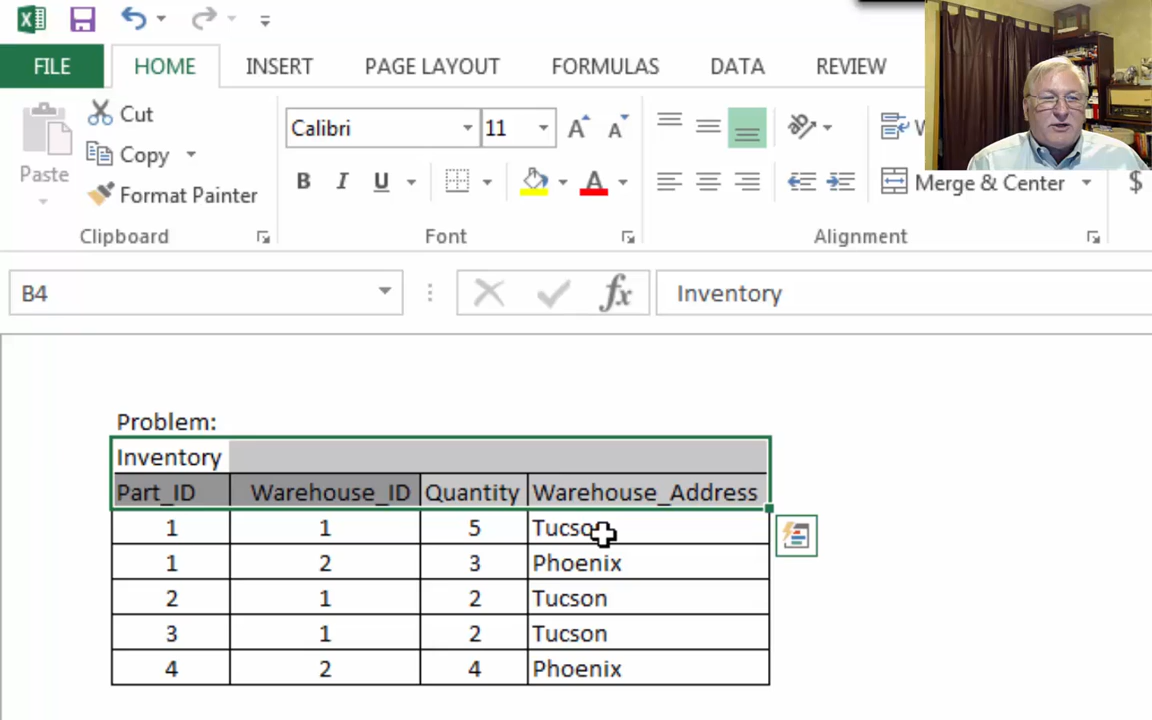 FILE HOME INSERT PAGE LAYOUT FORMULAS DATA REVIEW
Cut
Copy
Format Painter
Paste
Clipboard
Calibri 11
A A
B I U A
Font
W
Merge & Center
$
Alignment
B4
fx Inventory
Problem:
Inventory
Part_ID Warehouse_ID Quantity Warehouse_Address
1 1 5 Tucson
1 2 3 Phoenix
2 1 2 Tucson
3 1 2 Tucson
4 2 4 Phoenix